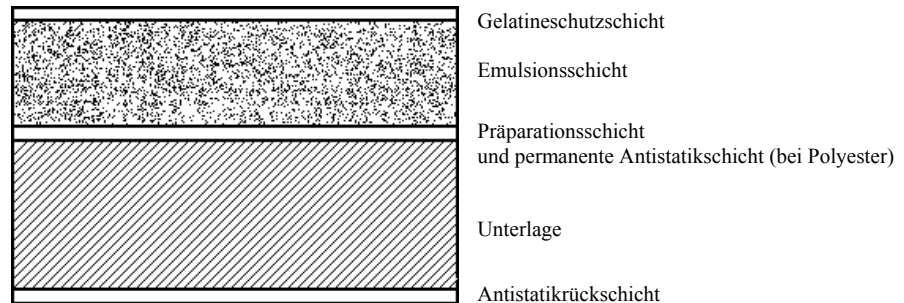 Gelatineschutzschicht
Emulsionsschicht
Präparationsschicht
und permanente Antistatikschicht (bei Polyester)
Unterlage
Antistatikrückschicht